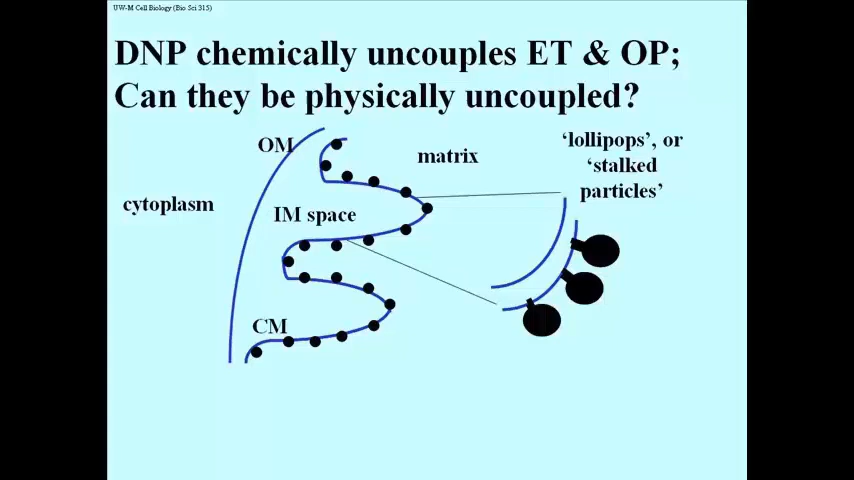 UW-M Cell Biology (Bio Sci 315)
DNP chemically uncouples ET & OP;
Can they be physically uncoupled?
OM
matrix
‘lollipops’, or
‘stalked
particles’
cytoplasm
IM space
CM